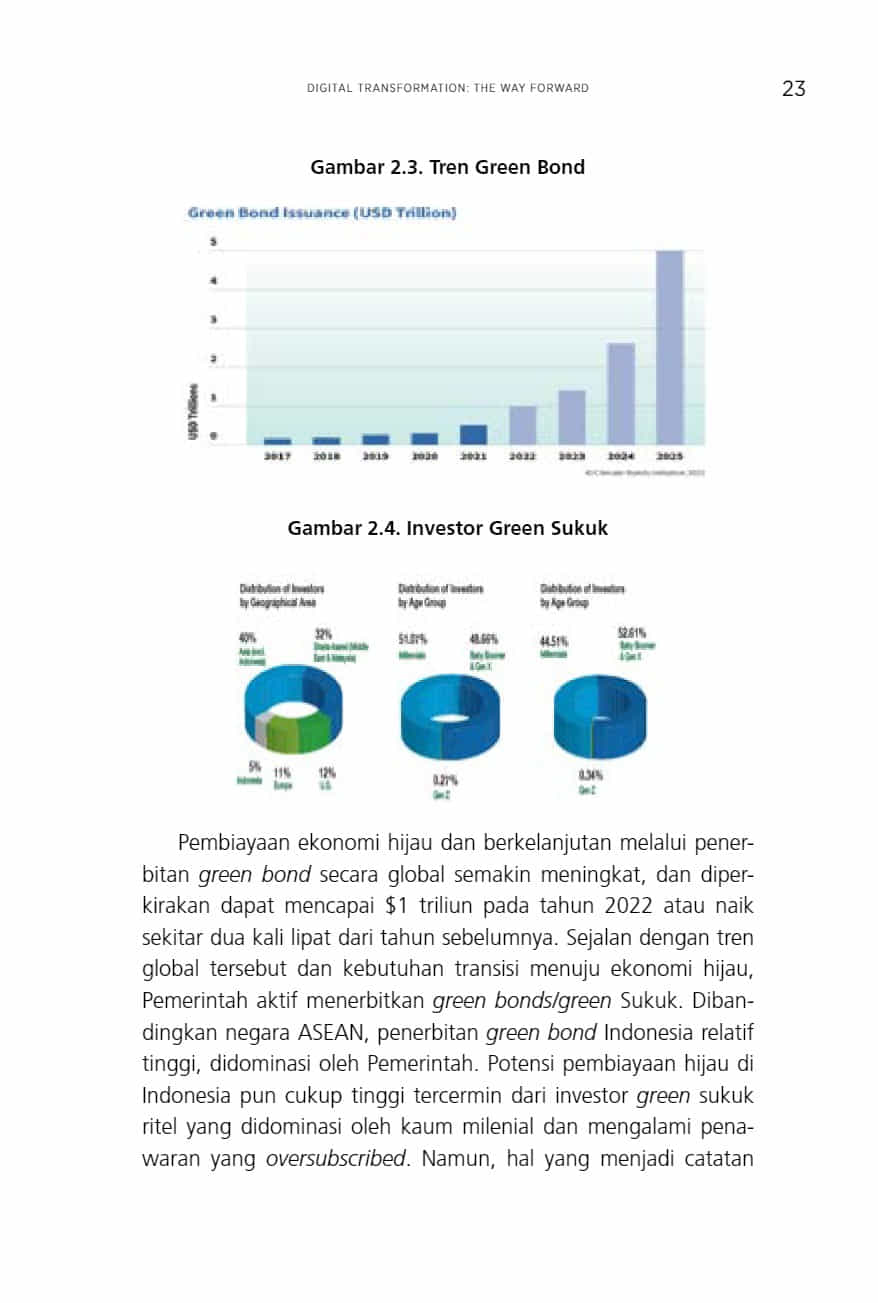 DIGITAL TRANSFORMATION: THE WAY FORWARD
23
Gambar 2.3. Tren Green Bond
Green Bond Issuance (USD Trillion)
5
4
3
2
1
0
USD Trillions
2017 2018 2019 2020 2021 2022 2023 2024 2025
Gambar 2.4. Investor Green Sukuk
Distribution of Investors
by Geographical Area
40%
Asia (excl.
Indonesia)
32%
Sharia-based (Middle
East & Malaysia)
5%
Indonesia
11%
Europe
12%
U.S.
Distribution of Investors
by Age Group
51.01%
Millennials
48.66%
Baby Boomer
& Gen X
0.21%
Gen Z
Distribution of Investors
by Age Group
44.51%
Millennials
52.61%
Baby Boomer
& Gen X
0.34%
Gen Z
Pembiayaan ekonomi hijau dan berkelanjutan melalui pener-
bitan green bond secara global semakin meningkat, dan diper-
kirakan dapat mencapai $1 triliun pada tahun 2022 atau naik
sekitar dua kali lipat dari tahun sebelumnya. Sejalan dengan tren
global tersebut dan kebutuhan transisi menuju ekonomi hijau,
Pemerintah aktif menerbitkan green bonds/green Sukuk. Diban-
dingkan negara ASEAN, penerbitan green bond Indonesia relatif
tinggi, didominasi oleh Pemerintah. Potensi pembiayaan hijau di
Indonesia pun cukup tinggi tercermin dari investor green sukuk
ritel yang didominasi oleh kaum milenial dan mengalami pena-
waran yang oversubscribed. Namun, hal yang menjadi catatan